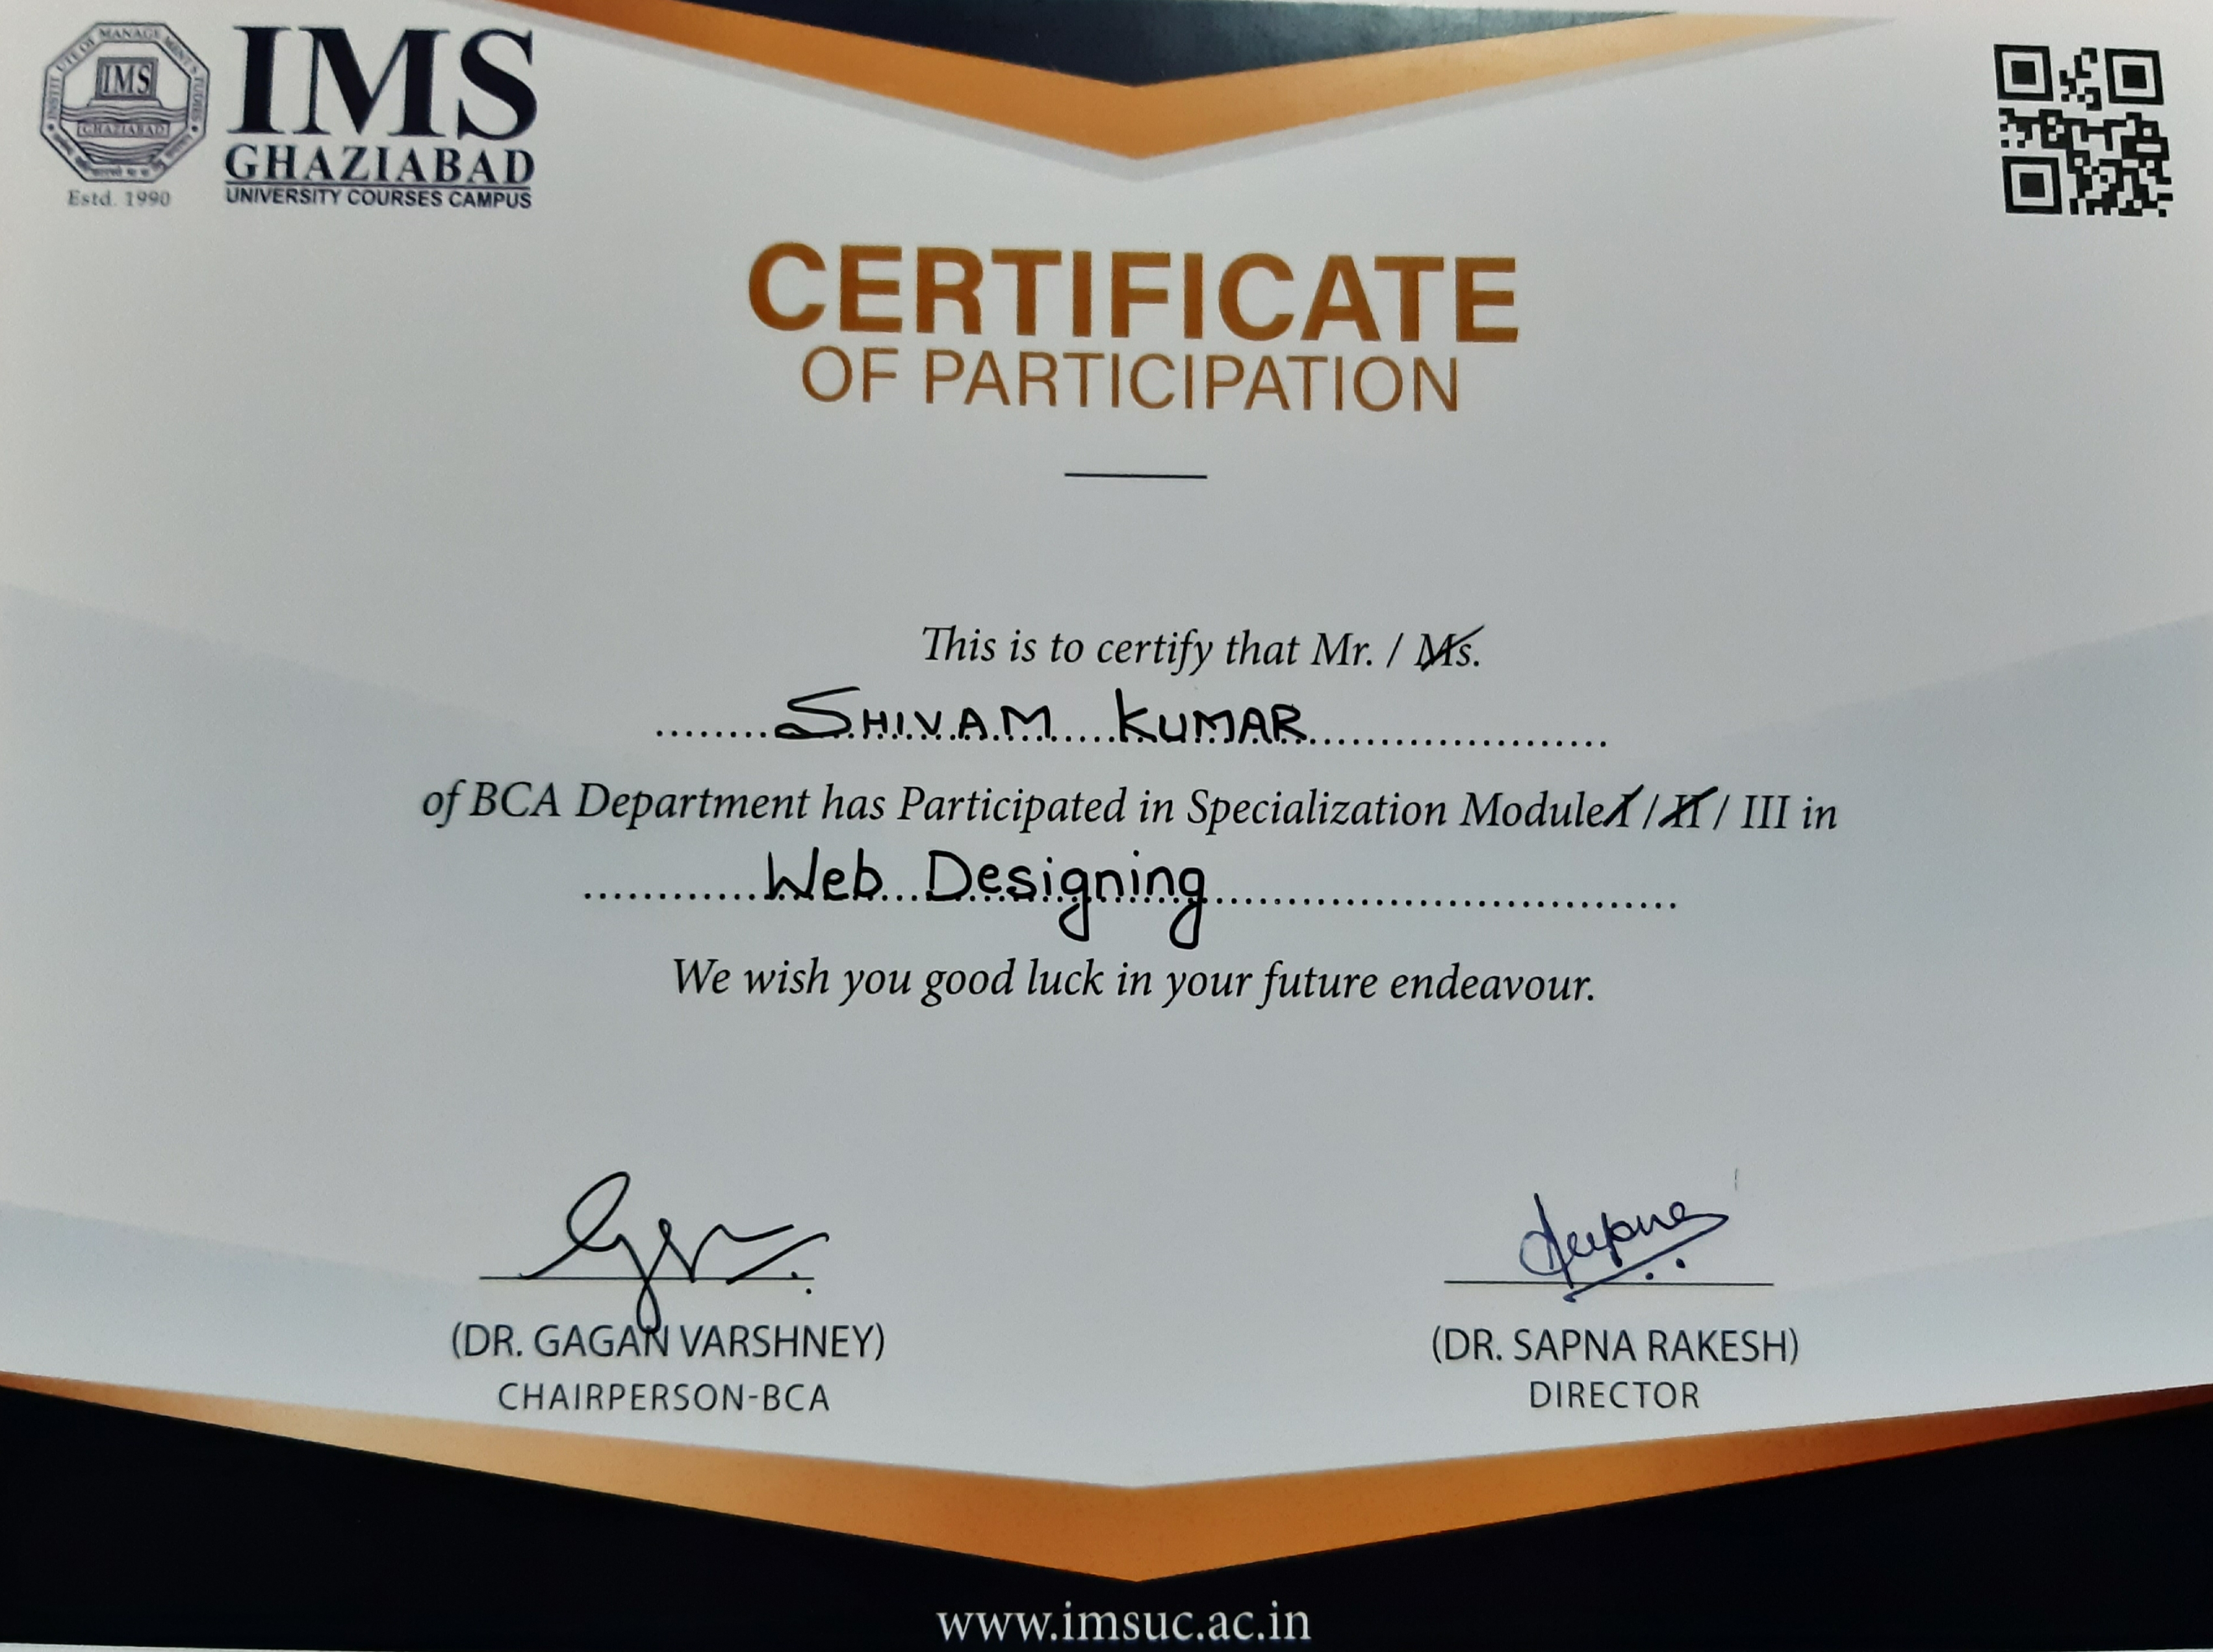 IMS
GHAZIABAD
UNIVERSITY COURSES CAMPUS
IMS
GHAZIABAD
Estd. 1990
CERTIFICATE
OF PARTICIPATION
This is to certify that Mr. / Ms.
SHIVAM KUMAR
of BCA Department has Participated in Specialization Module I / II / III in
Web Designing
We wish you good luck in your future endeavour.
(DR. GAGAN VARSHNEY)
CHAIRPERSON-BCA
(DR. SAPNA RAKESH)
DIRECTOR
www.imsuc.ac.in